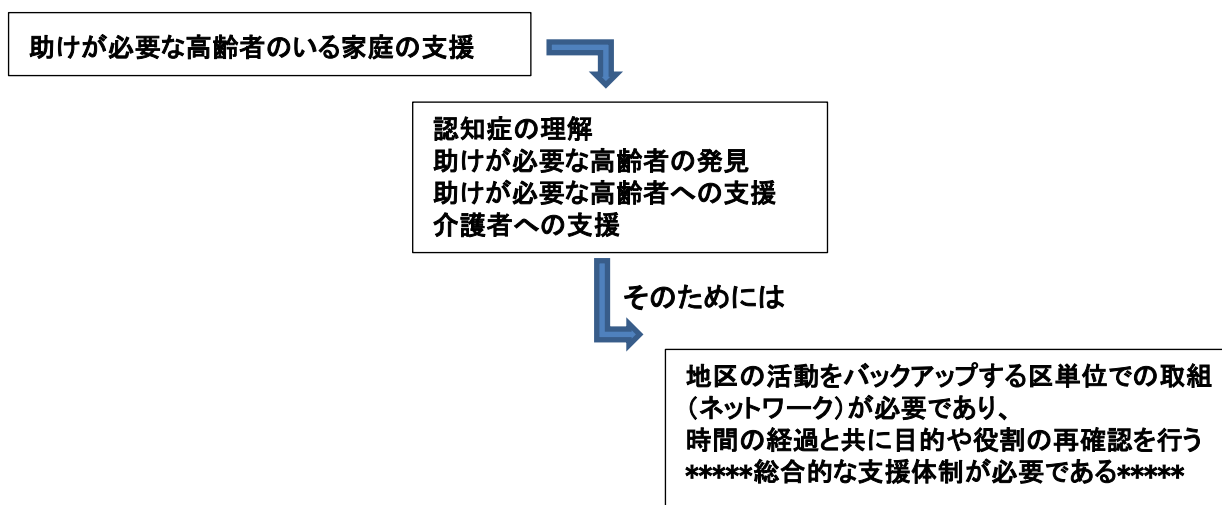 助けが必要な高齢者のいる家庭の支援
認知症の理解
助けが必要な高齢者の発見
助けが必要な高齢者への支援
介護者への支援
そのためには
地区の活動をバックアップする区単位での取組
（ネットワーク）が必要であり、
時間の経過と共に目的や役割の再確認を行う
*****総合的な支援体制が必要である*****